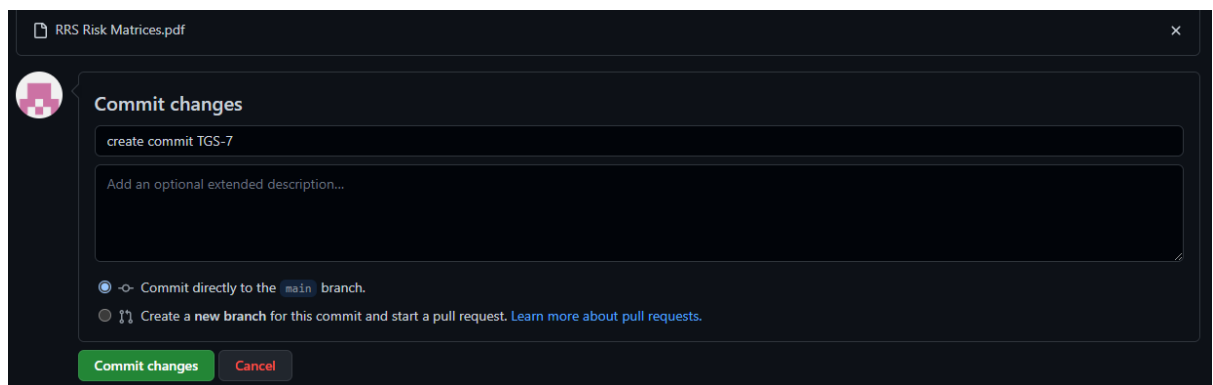 RRS Risk Matrices.pdf
Commit changes
create commit TGS-7
Add an optional extended description...
Commit directly to the main branch.
Create a new branch for this commit and start a pull request. Learn more about pull requests.
Commit changes Cancel